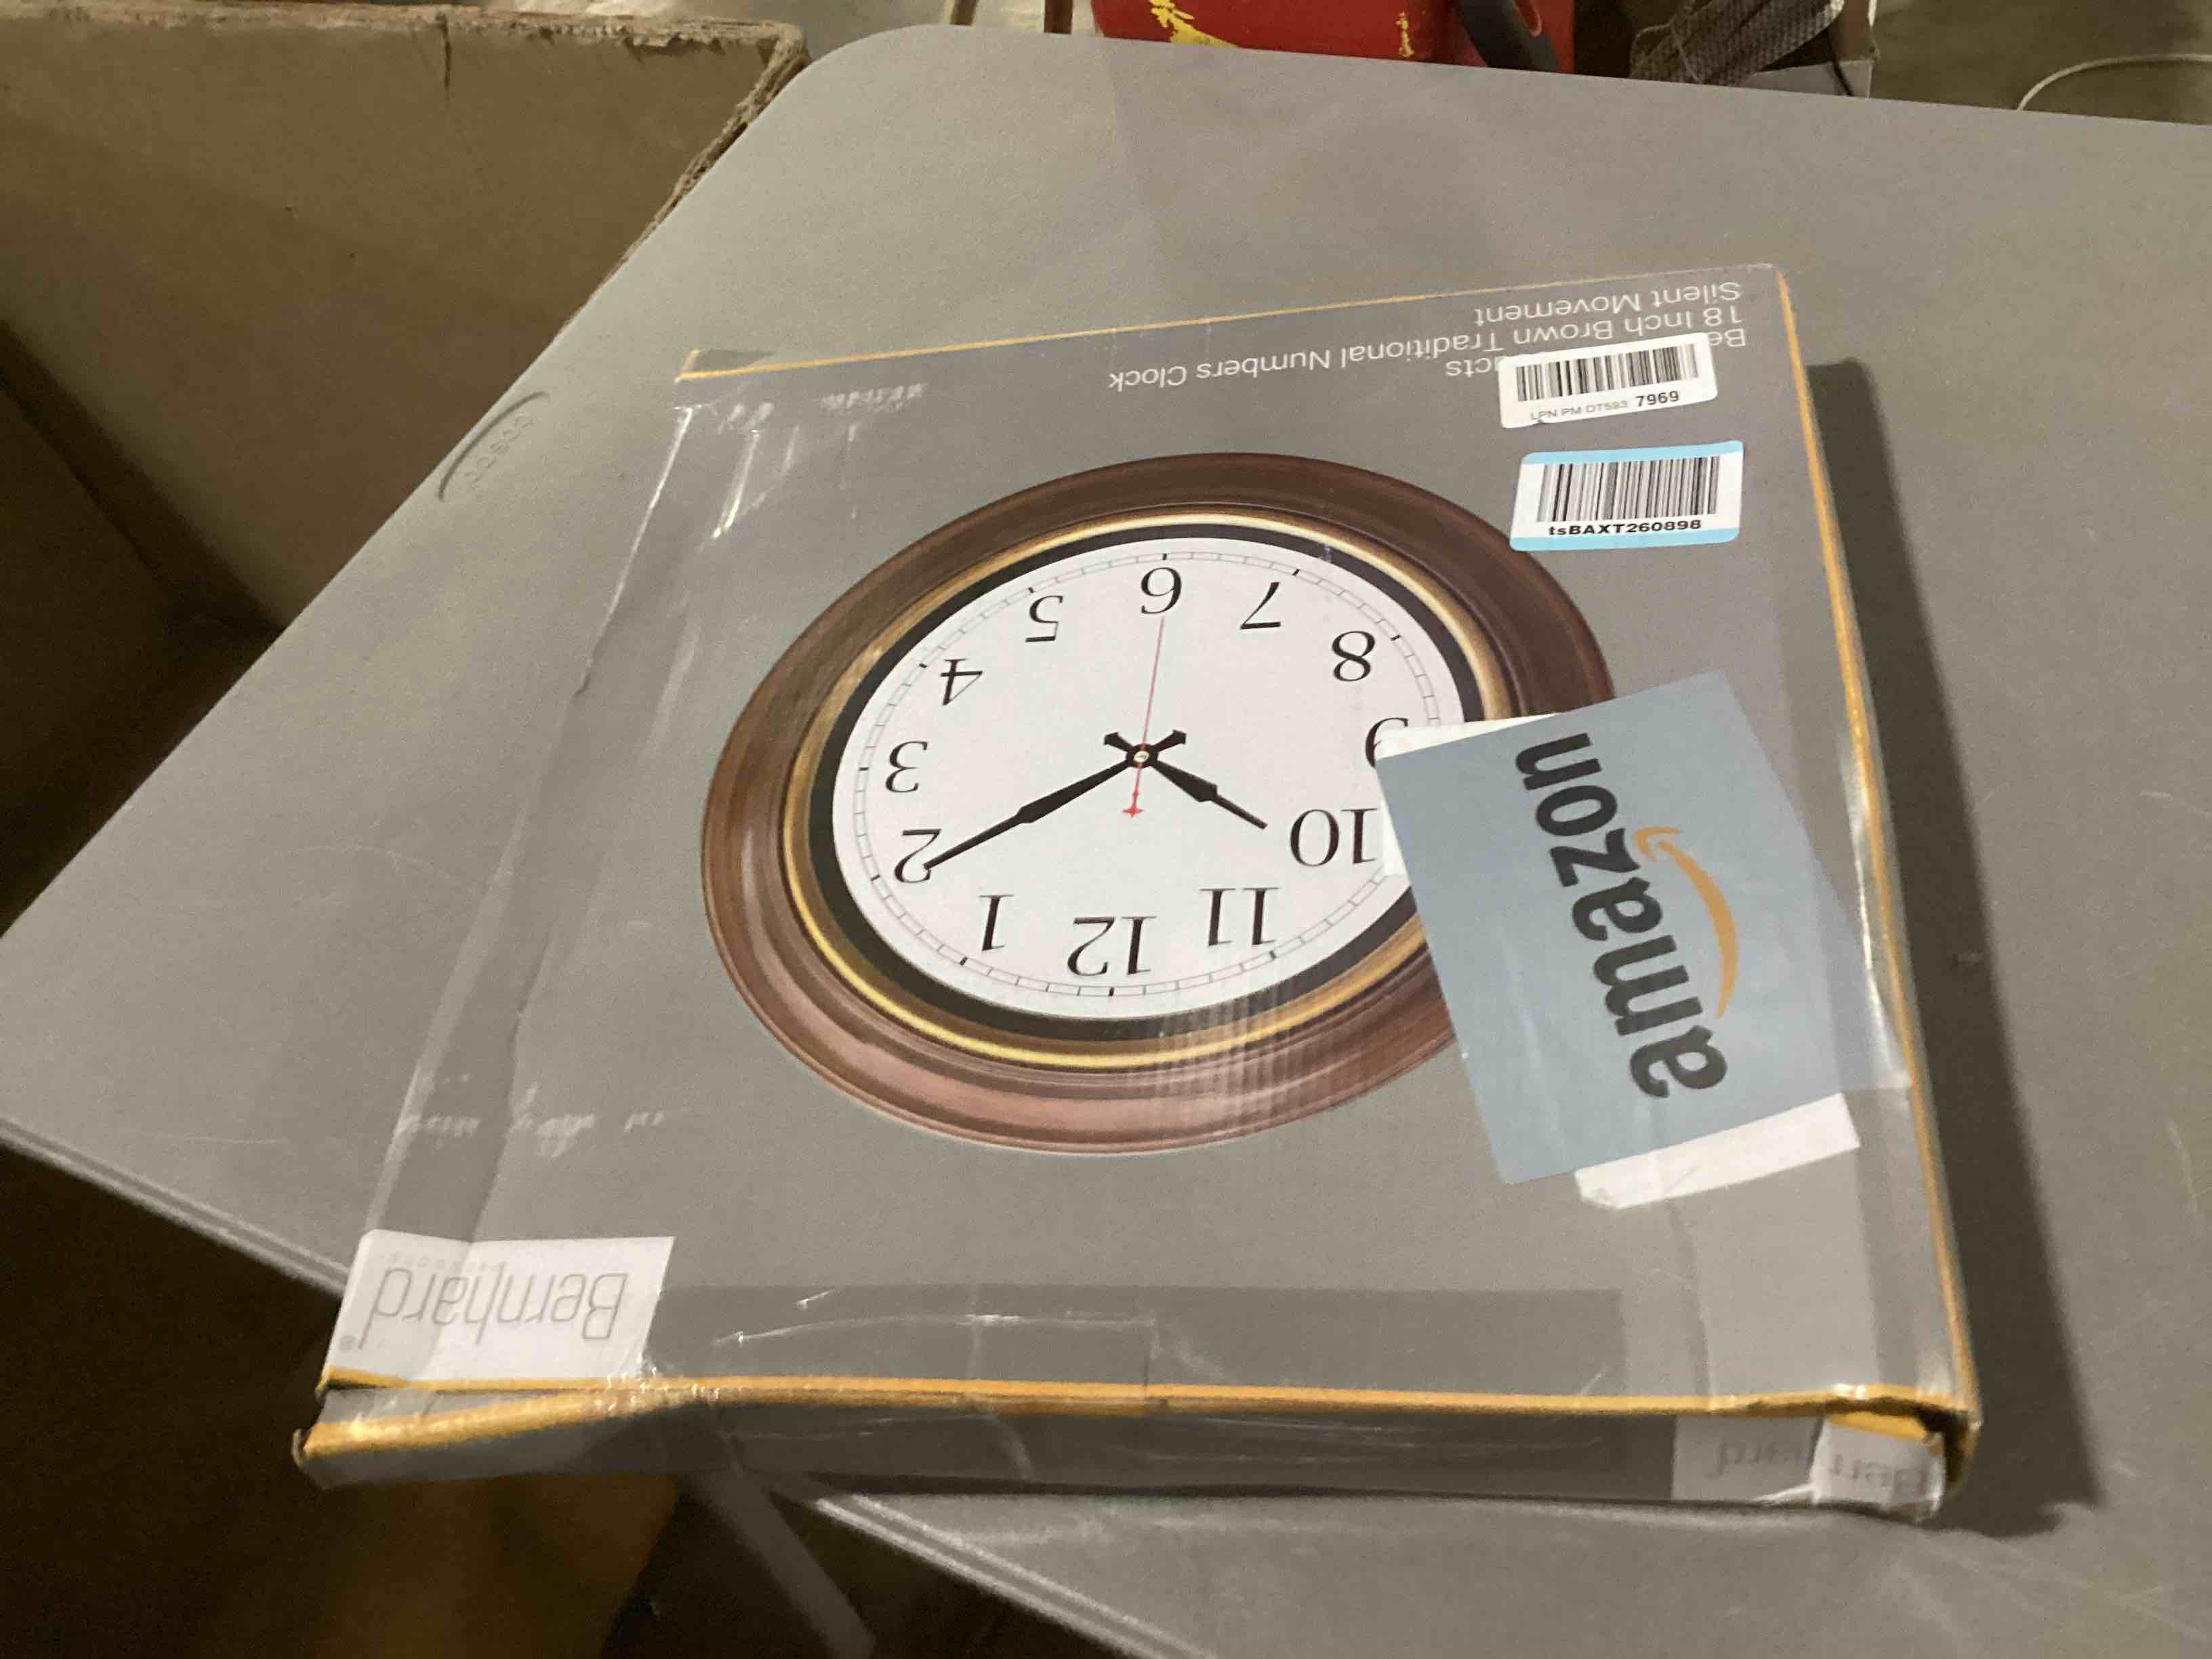 Silent Movement
18 Inch Brown Traditional Numbers Clock
LPN PM DT593 7969
tsBAXT260898
amazon
6
5
7
4
8
3
9
2
10
1
12
11
Bernhard®
PRODUCTS
Bernhard